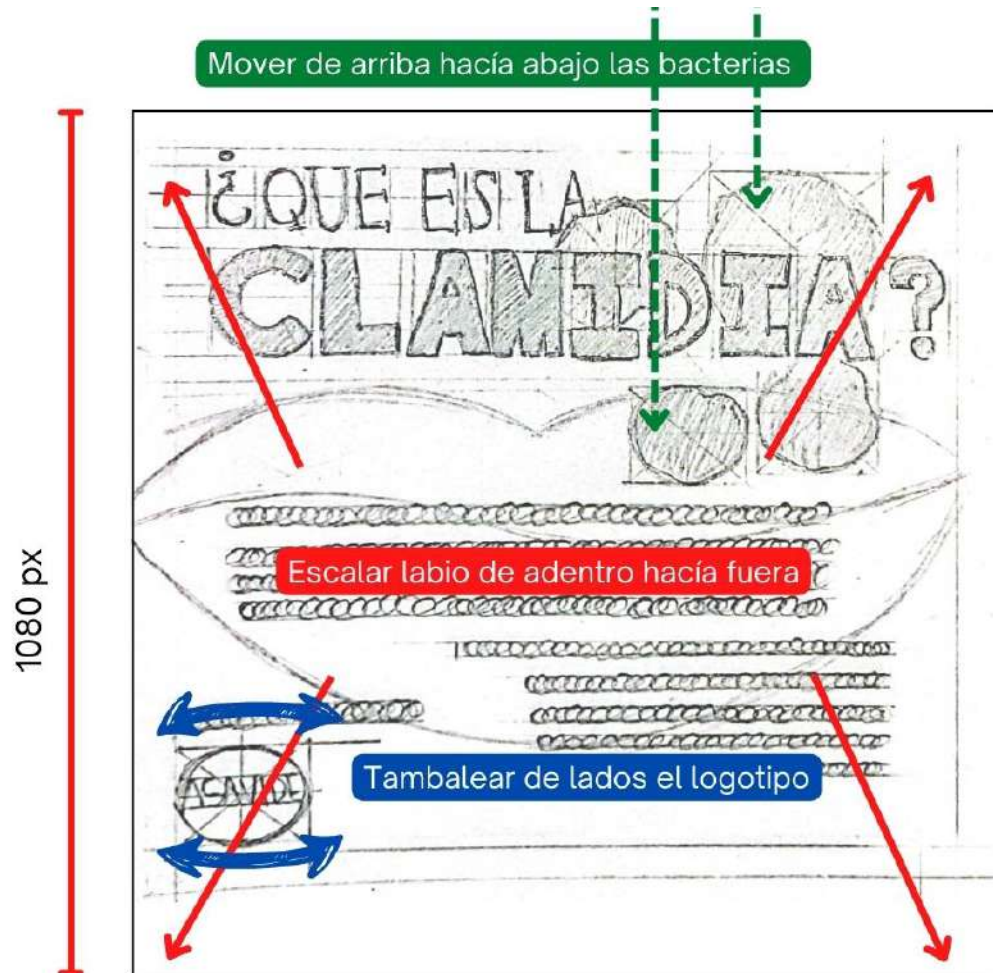 Mover de arriba hacía abajo las bacterias
¿QUE ES LA
CLAMIDIA?
Escalar labio de adentro hacía fuera
1080 px
Tambalear de lados el logotipo